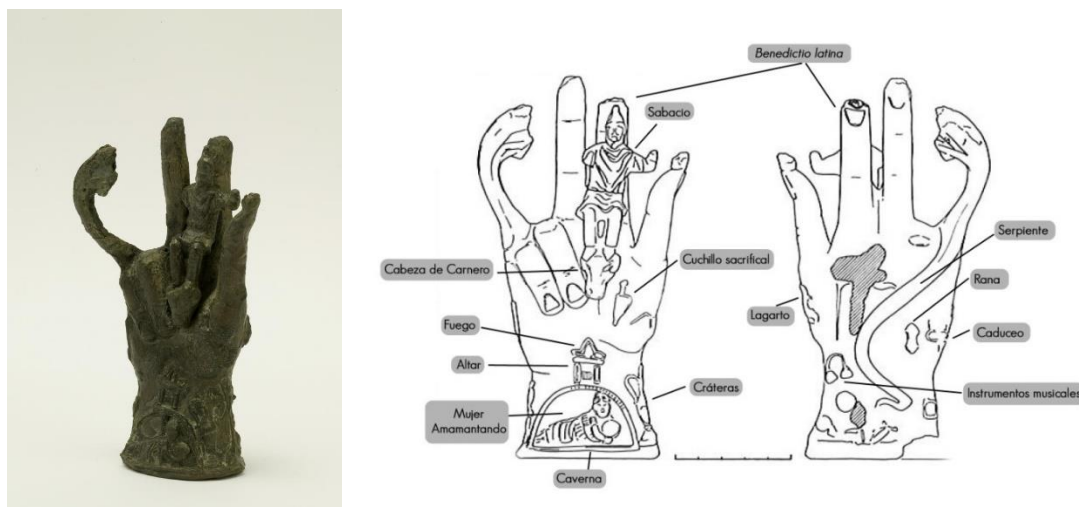 Benedictio latina
Sabacio
Serpiente
Cabeza de Carnero
Cuchillo sacrifical
Rana
Lagarto
Fuego
Caduceo
Altar
Cráteras
Instrumentos musicales
Mujer
Amamantando
Caverna